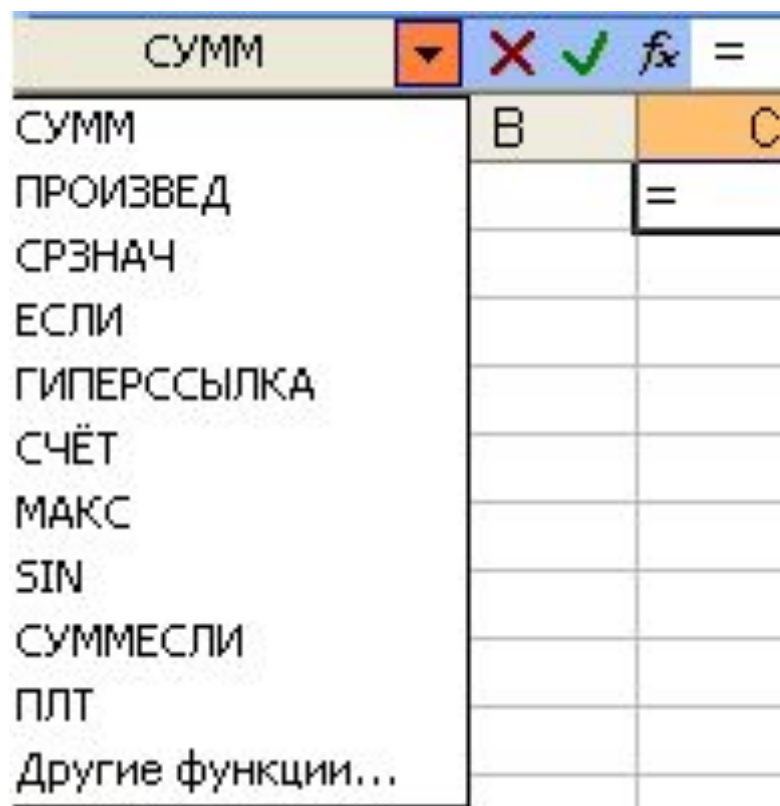 СУММ fx =
B C
=
СУММ
ПРОИЗВЕД
СРЗНАЧ
ЕСЛИ
ГИПЕРССЫЛКА
СЧЁТ
МАКС
SIN
СУММЕСЛИ
ПЛТ
Другие функции...